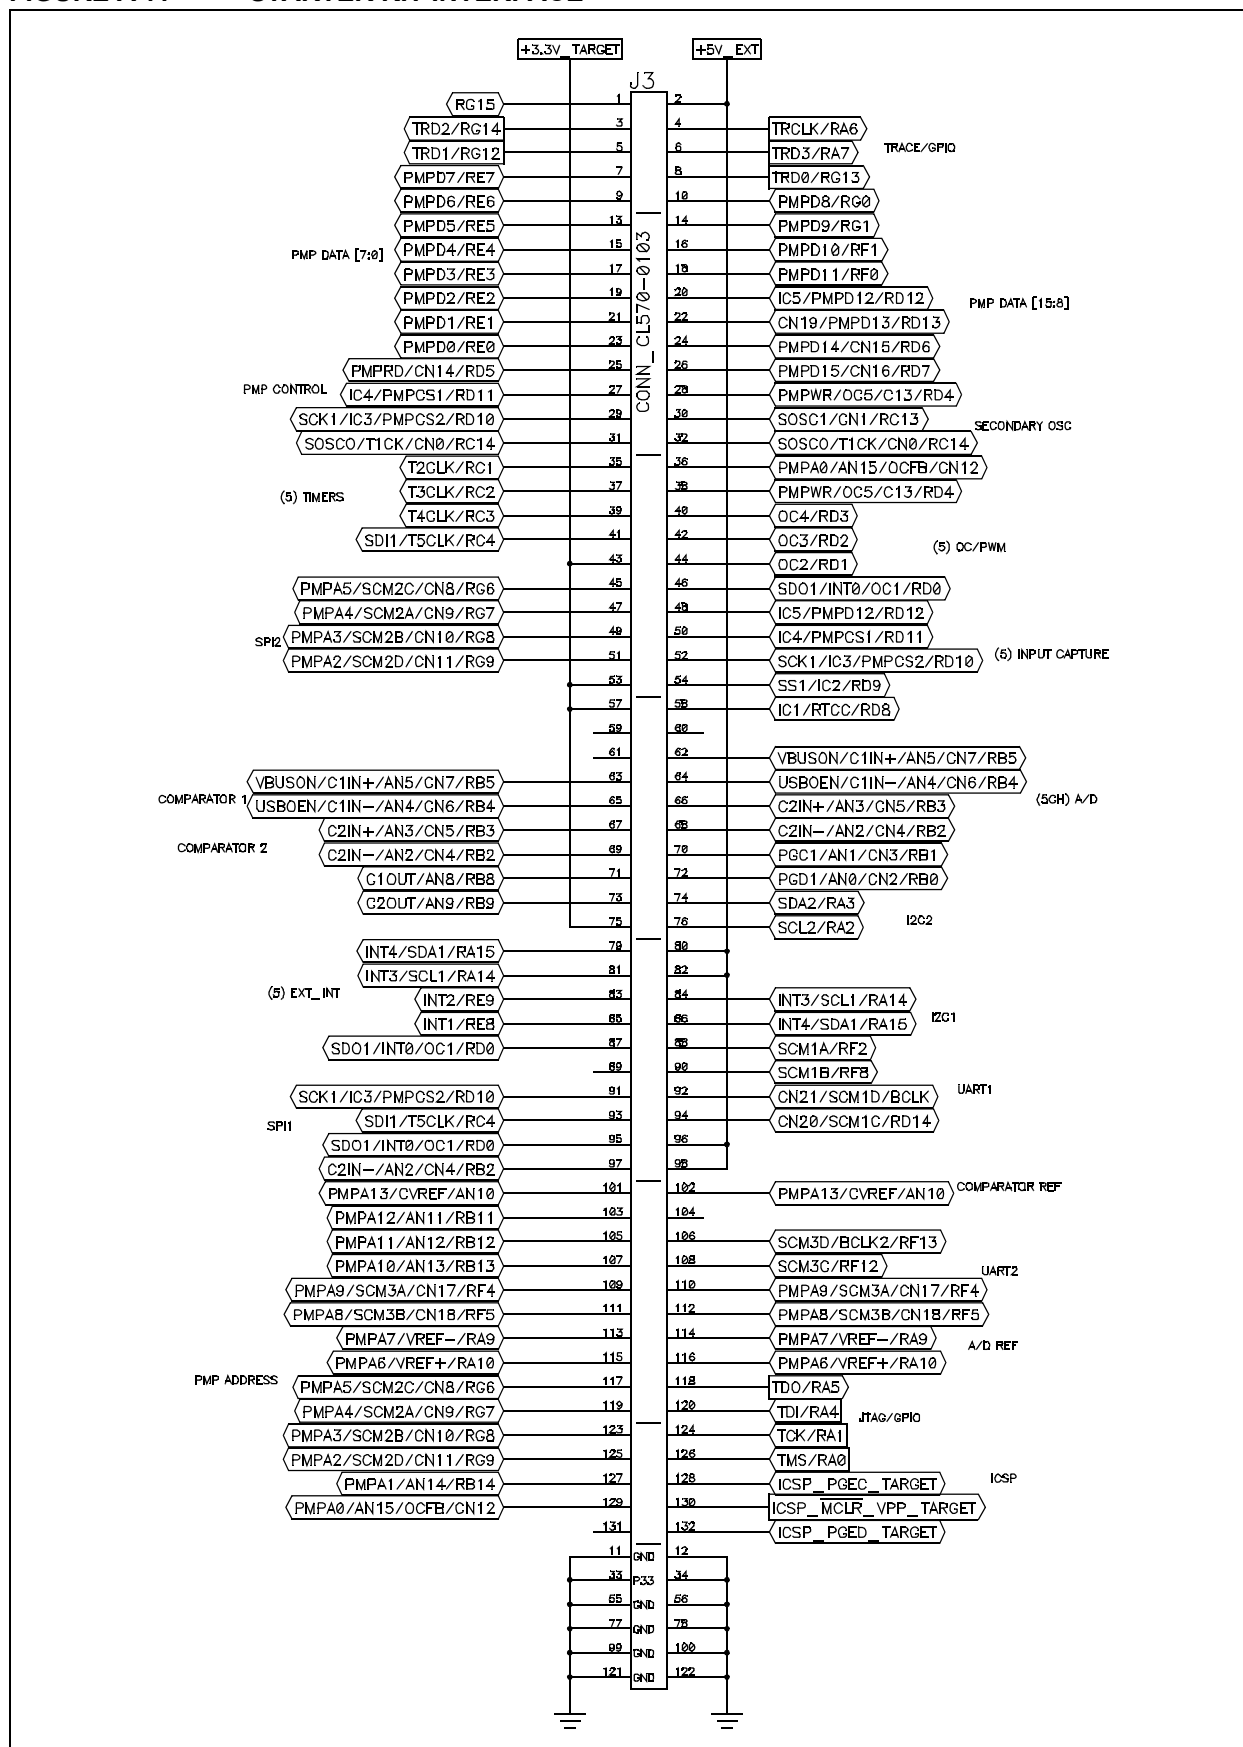 +3.3V_TARGET +5V_EXT
J3
CONN_CL570-0103
RG15 1 2
TRD2/RG14 3 4 TRCLK/RA6
TRD1/RG12 5 6 TRD3/RA7 TRACE/GPIO
PMPD7/RE7 7 8 TRD0/RG13
PMPD6/RE6 9 10 PMPD8/RG0
PMPD5/RE5 13 14 PMPD9/RG1
PMP DATA [7:0] PMPD4/RE4 15 16 PMPD10/RF1
PMPD3/RE3 17 18 PMPD11/RF0
PMPD2/RE2 19 20 IC5/PMPD12/RD12 PMP DATA [15:8]
PMPD1/RE1 21 22 CN19/PMPD13/RD13
PMPD0/RE0 23 24 PMPD14/CN15/RD6
PMPRD/CN14/RD5 25 26 PMPD15/CN16/RD7
PMP CONTROL IC4/PMPCS1/RD11 27 28 PMPWR/OC5/C13/RD4
SCK1/IC3/PMPCS2/RD10 29 30 SOSC1/CN1/RC13 SECONDARY OSC
SOSCO/T1CK/CN0/RC14 31 32 SOSCO/T1CK/CN0/RC14
T2CLK/RC1 35 36 PMPA0/AN15/OCFB/CN12
(5) TIMERS T3CLK/RC2 37 38 PMPWR/OC5/C13/RD4
T4CLK/RC3 39 40 OC4/RD3
SDI1/T5CLK/RC4 41 42 OC3/RD2 (5) OC/PWM
43 44 OC2/RD1
PMPA5/SCM2C/CN8/RG6 45 46 SDO1/INT0/OC1/RD0
PMPA4/SCM2A/CN9/RG7 47 48 IC5/PMPD12/RD12
SPI2 PMPA3/SCM2B/CN10/RG8 49 50 IC4/PMPCS1/RD11
PMPA2/SCM2D/CN11/RG9 51 52 SCK1/IC3/PMPCS2/RD10 (5) INPUT CAPTURE
53 54 SS1/IC2/RD9
57 58 IC1/RTCC/RD8
59 60
61 62 VBUSON/C1IN+/AN5/CN7/RB5
VBUSON/C1IN+/AN5/CN7/RB5 63 64 USBOEN/C1IN-/AN4/CN6/RB4
COMPARATOR 1 USBOEN/C1IN-/AN4/CN6/RB4 65 66 C2IN+/AN3/CN5/RB3 (5CH) A/D
C2IN+/AN3/CN5/RB3 67 68 C2IN-/AN2/CN4/RB2
COMPARATOR 2 C2IN-/AN2/CN4/RB2 69 70 PGC1/AN1/CN3/RB1
C1OUT/AN8/RB8 71 72 PGD1/AN0/CN2/RB0
C2OUT/AN9/RB9 73 74 SDA2/RA3
75 76 SCL2/RA2 I2C2
INT4/SDA1/RA15 79 80
INT3/SCL1/RA14 81 82
(5) EXT_INT INT2/RE9 83 84 INT3/SCL1/RA14
INT1/RE8 85 86 INT4/SDA1/RA15 I2C1
SDO1/INT0/OC1/RD0 87 88 SCM1A/RF2
89 90 SCM1B/RF8
SCK1/IC3/PMPCS2/RD10 91 92 CN21/SCM1D/BCLK UART1
SPI1 SDI1/T5CLK/RC4 93 94 CN20/SCM1C/RD14
SDO1/INT0/OC1/RD0 95 96
C2IN-/AN2/CN4/RB2 97 98
PMPA13/CVREF/AN10 101 102 PMPA13/CVREF/AN10 COMPARATOR REF
PMPA12/AN11/RB11 103 104
PMPA11/AN12/RB12 105 106 SCM3D/BCLK2/RF13
PMPA10/AN13/RB13 107 108 SCM3C/RF12 UART2
PMPA9/SCM3A/CN17/RF4 109 110 PMPA9/SCM3A/CN17/RF4
PMPA8/SCM3B/CN18/RF5 111 112 PMPA8/SCM3B/CN18/RF5
PMPA7/VREF-/RA9 113 114 PMPA7/VREF-/RA9 A/D REF
PMPA6/VREF+/RA10 115 116 PMPA6/VREF+/RA10
PMP ADDRESS PMPA5/SCM2C/CN8/RG6 117 118 TDO/RA5
PMPA4/SCM2A/CN9/RG7 119 120 TDI/RA4 JTAG/GPIO
PMPA3/SCM2B/CN10/RG8 123 124 TCK/RA1
PMPA2/SCM2D/CN11/RG9 125 126 TMS/RA0
PMPA1/AN14/RB14 127 128 ICSP_PGEC_TARGET ICSP
PMPA0/AN15/OCFB/CN12 129 130 ICSP_MCLR_VPP_TARGET
131 132 ICSP_PGED_TARGET
11 GND 12
33 P33 34
55 GND 56
77 GND 78
99 GND 100
121 GND 122